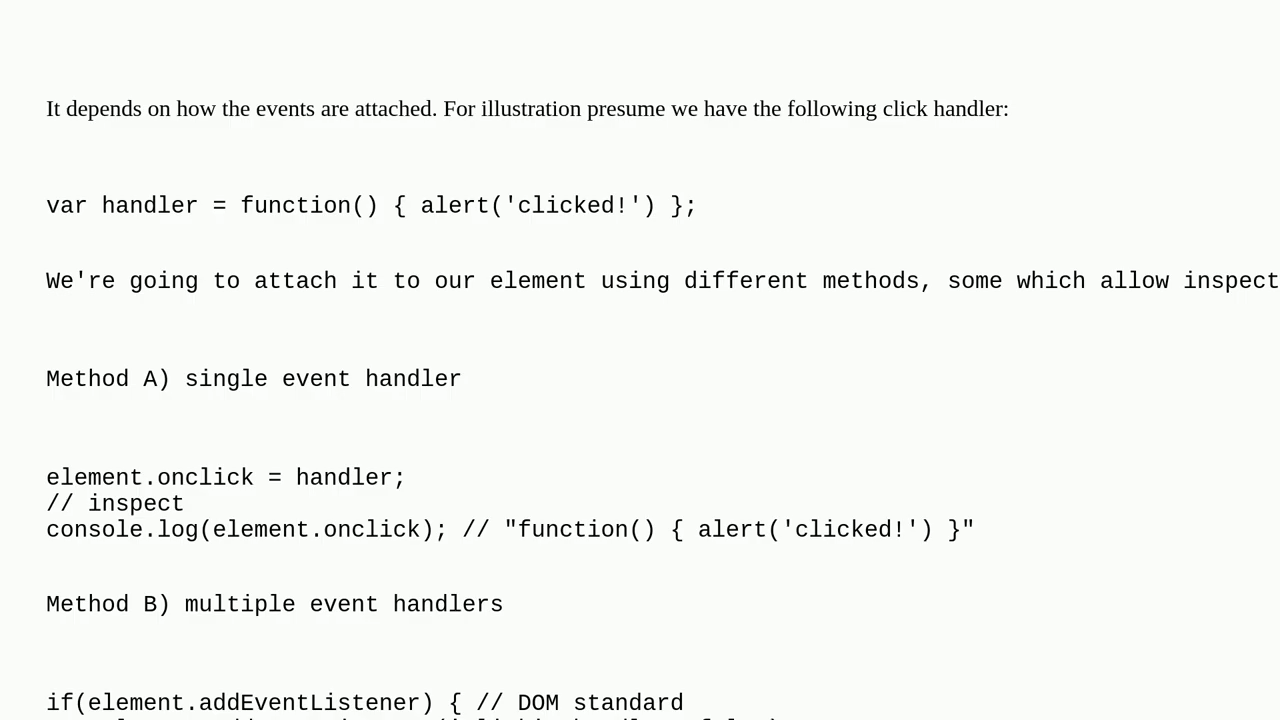 It depends on how the events are attached. For illustration presume we have the following click handler:
var handler = function() { alert('clicked!') };
We're going to attach it to our element using different methods, some which allow inspect
Method A) single event handler
element.onclick = handler;
// inspect
console.log(element.onclick); // "function() { alert('clicked!') }"
Method B) multiple event handlers
if(element.addEventListener) { // DOM standard